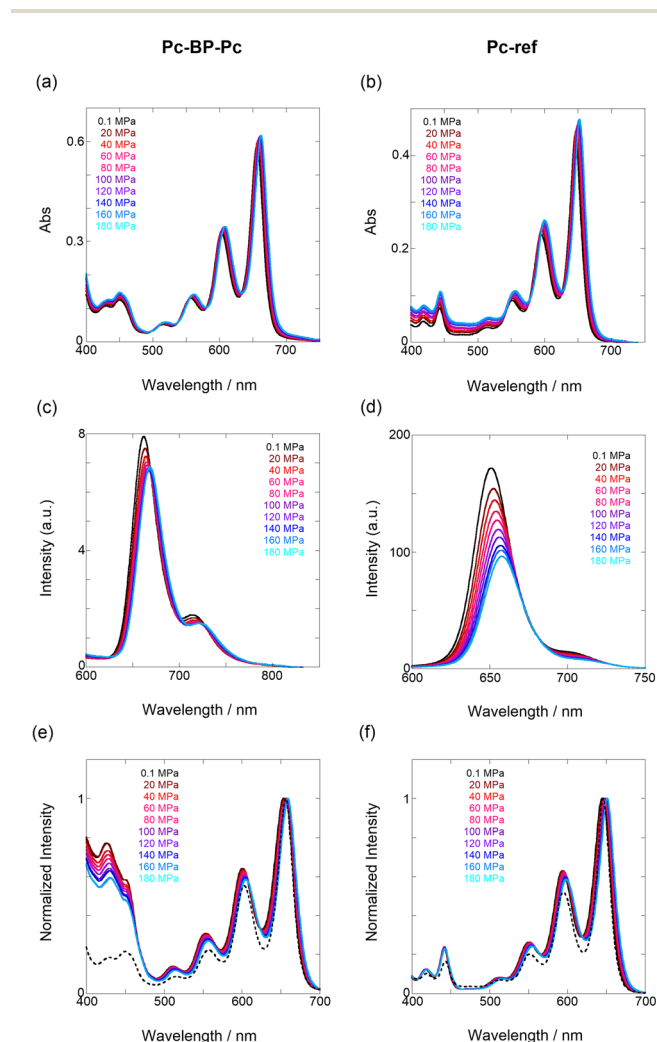 Pc-BP-Pc
Pc-ref
(a)
(b)
0.1 MPa
20 MPa
40 MPa
60 MPa
80 MPa
100 MPa
120 MPa
140 MPa
160 MPa
180 MPa
0.6
0.3
0
Abs
400 500 600 700
Wavelength / nm
0.1 MPa
20 MPa
40 MPa
60 MPa
80 MPa
100 MPa
120 MPa
140 MPa
160 MPa
180 MPa
0.4
0.2
0
Abs
400 500 600 700
Wavelength / nm
(c)
(d)
8
4
0
Intensity (a.u.)
0.1 MPa
20 MPa
40 MPa
60 MPa
80 MPa
100 MPa
120 MPa
140 MPa
160 MPa
180 MPa
600 700 800
Wavelength / nm
200
100
0
Intensity (a.u.)
0.1 MPa
20 MPa
40 MPa
60 MPa
80 MPa
100 MPa
120 MPa
140 MPa
160 MPa
180 MPa
600 650 700 750
Wavelength / nm
(e)
(f)
0.1 MPa
20 MPa
40 MPa
60 MPa
80 MPa
100 MPa
120 MPa
140 MPa
160 MPa
180 MPa
1
0
Normalized Intensity
400 500 600 700
Wavelength / nm
0.1 MPa
20 MPa
40 MPa
60 MPa
80 MPa
100 MPa
120 MPa
140 MPa
160 MPa
180 MPa
1
0
Normalized Intensity
400 500 600 700
Wavelength / nm